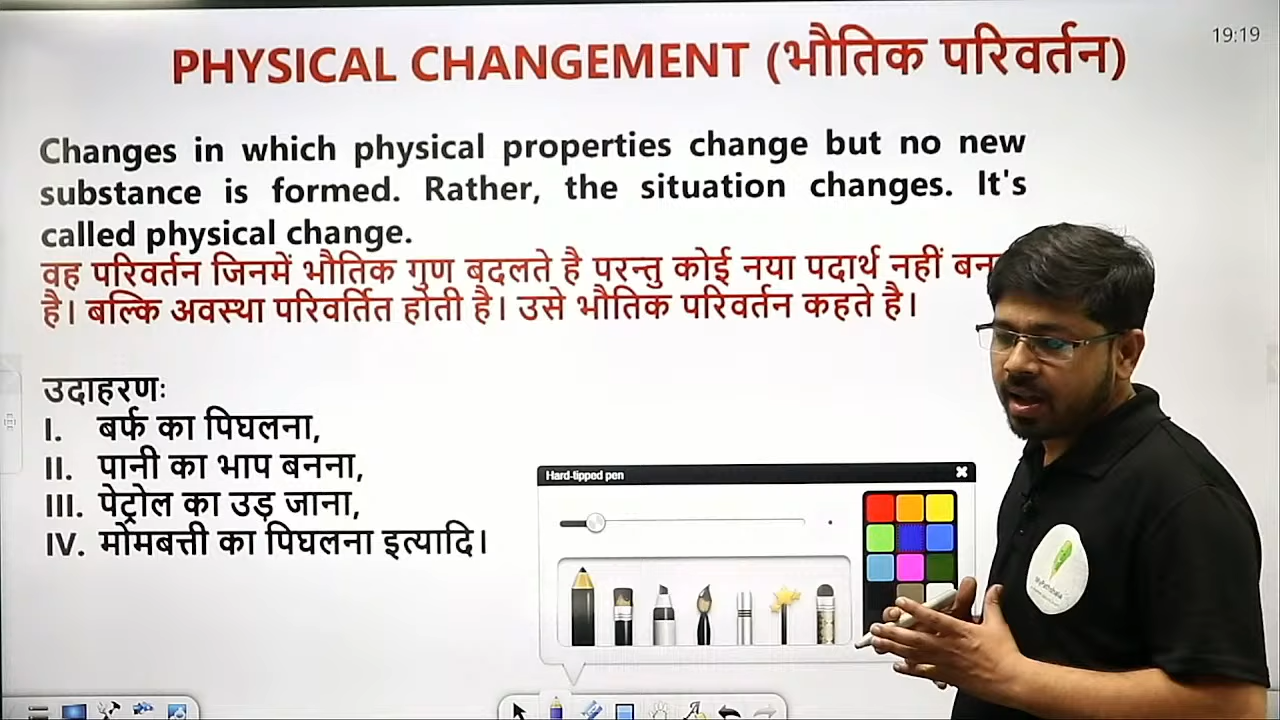 19:19
PHYSICAL CHANGEMENT (भौतिक परिवर्तन)
Changes in which physical properties change but no new
substance is formed. Rather, the situation changes. It's
called physical change.
वह परिवर्तन जिनमें भौतिक गुण बदलते है परन्तु कोई नया पदार्थ नहीं
है। बल्कि अवस्था परिवर्तित होती है। उसे भौतिक परिवर्तन कहते है।
उदाहरणः
I. बर्फ का पिघलना,
II. पानी का भाप बनना,
III. पेट्रोल का उड़ जाना,
IV. मोमबत्ती का पिघलना इत्यादि।
Hard-tipped pen